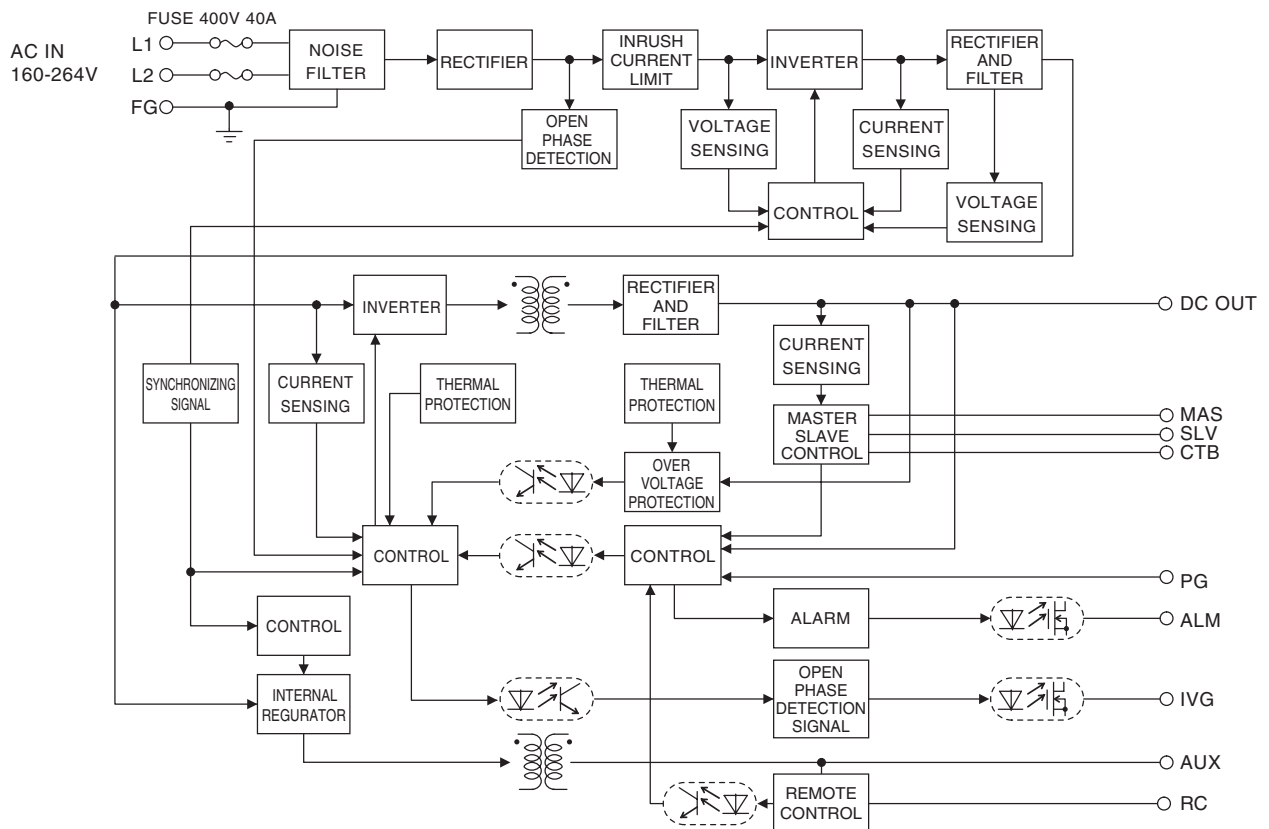 FUSE 400V 40A
AC IN
160-264V
L1
L2
FG
NOISE
FILTER
RECTIFIER
INRUSH
CURRENT
LIMIT
INVERTER
RECTIFIER
AND
FILTER
OPEN
PHASE
DETECTION
VOLTAGE
SENSING
CURRENT
SENSING
CONTROL
VOLTAGE
SENSING
INVERTER
RECTIFIER
AND
FILTER
DC OUT
CURRENT
SENSING
SYNCHRONIZING
SIGNAL
CURRENT
SENSING
THERMAL
PROTECTION
THERMAL
PROTECTION
MASTER
SLAVE
CONTROL
MAS
SLV
CTB
OVER
VOLTAGE
PROTECTION
CONTROL
CONTROL
PG
CONTROL
ALARM
ALM
INTERNAL
REGURATOR
OPEN
PHASE
DETECTION
SIGNAL
IVG
AUX
REMOTE
CONTROL
RC